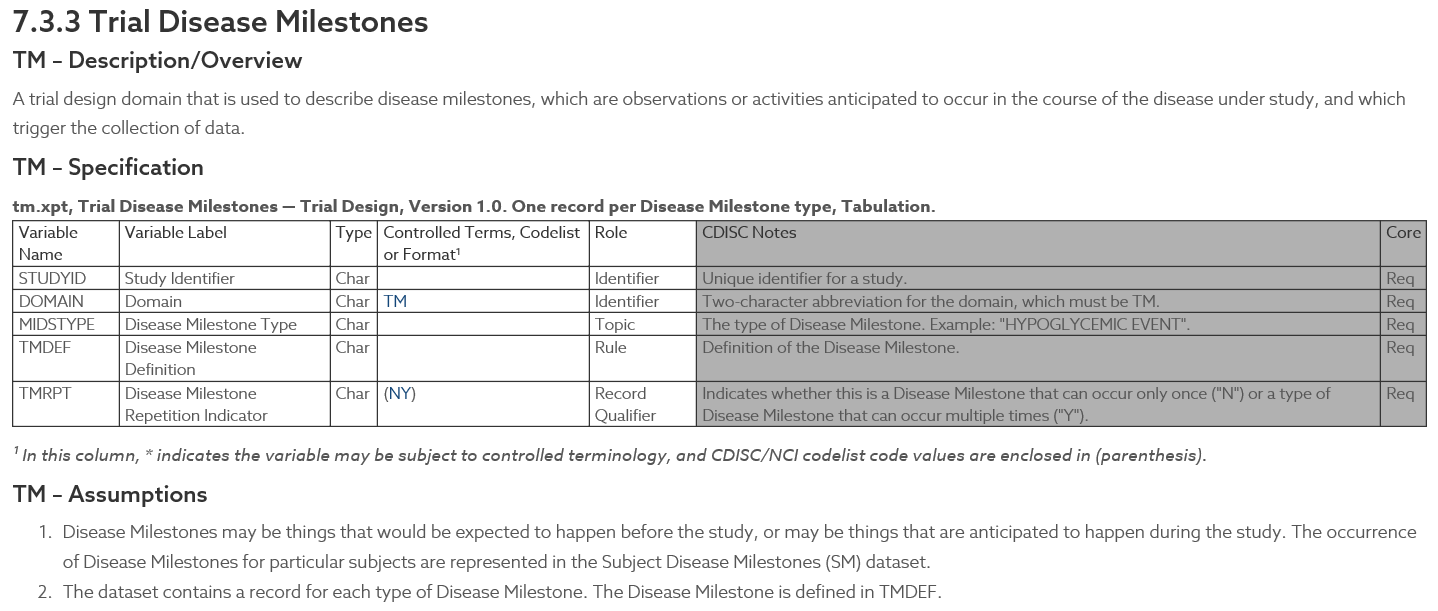 7.3.3 Trial Disease Milestones
TM – Description/Overview
A trial design domain that is used to describe disease milestones, which are observations or activities anticipated to occur in the course of the disease under study, and which
trigger the collection of data.
TM – Specification
tm.xpt, Trial Disease Milestones — Trial Design, Version 1.0. One record per Disease Milestone type, Tabulation.
Variable Name | Variable Label | Type | Controlled Terms, Codelist or Format¹ | Role | CDISC Notes | Core
STUDYID | Study Identifier | Char | | Identifier | Unique identifier for a study. | Req
DOMAIN | Domain | Char | TM | Identifier | Two-character abbreviation for the domain, which must be TM. | Req
MIDSTYPE | Disease Milestone Type | Char | | Topic | The type of Disease Milestone. Example: "HYPOGLYCEMIC EVENT". | Req
TMDEF | Disease Milestone Definition | Char | | Rule | Definition of the Disease Milestone. | Req
TMRPT | Disease Milestone Repetition Indicator | Char | (NY) | Record Qualifier | Indicates whether this is a Disease Milestone that can occur only once ("N") or a type of Disease Milestone that can occur multiple times ("Y"). | Req
¹ In this column, * indicates the variable may be subject to controlled terminology, and CDISC/NCI codelist code values are enclosed in (parenthesis).
TM – Assumptions
1. Disease Milestones may be things that would be expected to happen before the study, or may be things that are anticipated to happen during the study. The occurrence
of Disease Milestones for particular subjects are represented in the Subject Disease Milestones (SM) dataset.
2. The dataset contains a record for each type of Disease Milestone. The Disease Milestone is defined in TMDEF.